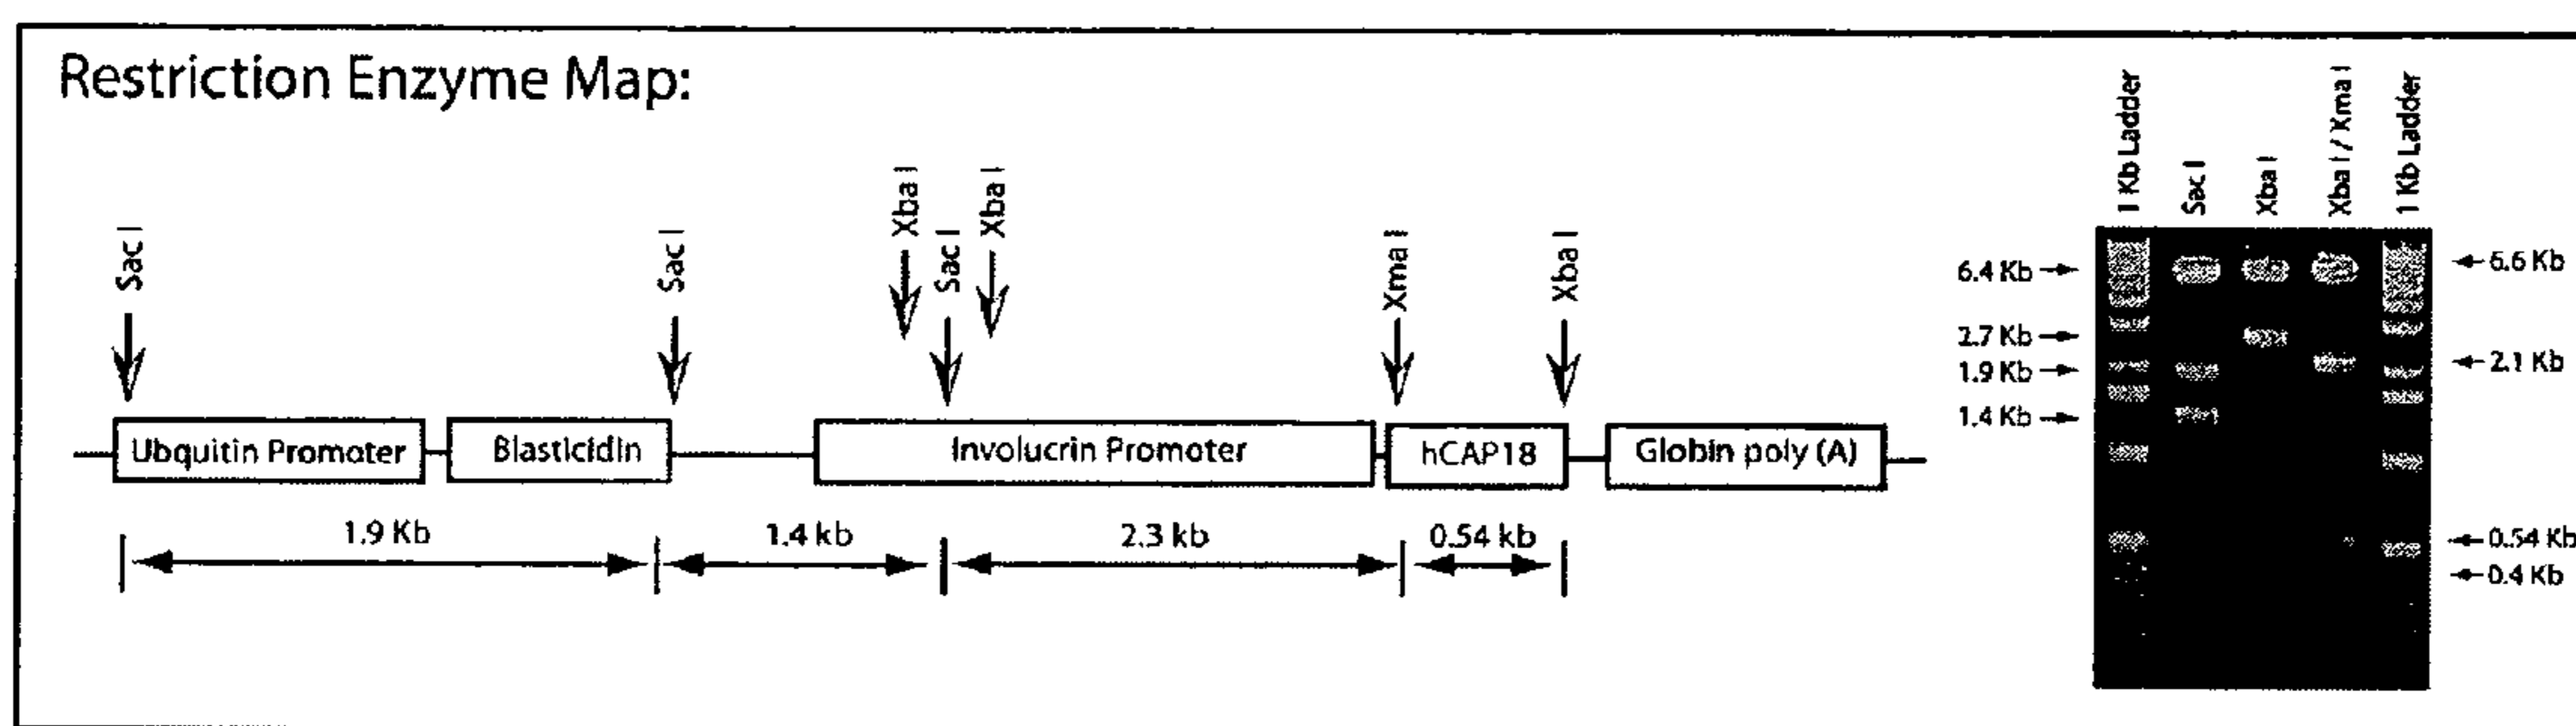 Restriction Enzyme Map:
Sac I
Sac I
Xba I
Sac I
Xba I
Xma I
Xba I
Ubquitin Promoter
Blasticidin
Involucrin Promoter
hCAP18
Globin poly (A)
1.9 Kb
1.4 kb
2.3 kb
0.54 kb
1 Kb Ladder
Sac I
Xba I
Xba I / Xma I
1 Kb Ladder
6.4 Kb
2.7 Kb
1.9 Kb
1.4 Kb
6.6 Kb
2.1 Kb
0.54 Kb
0.4 Kb